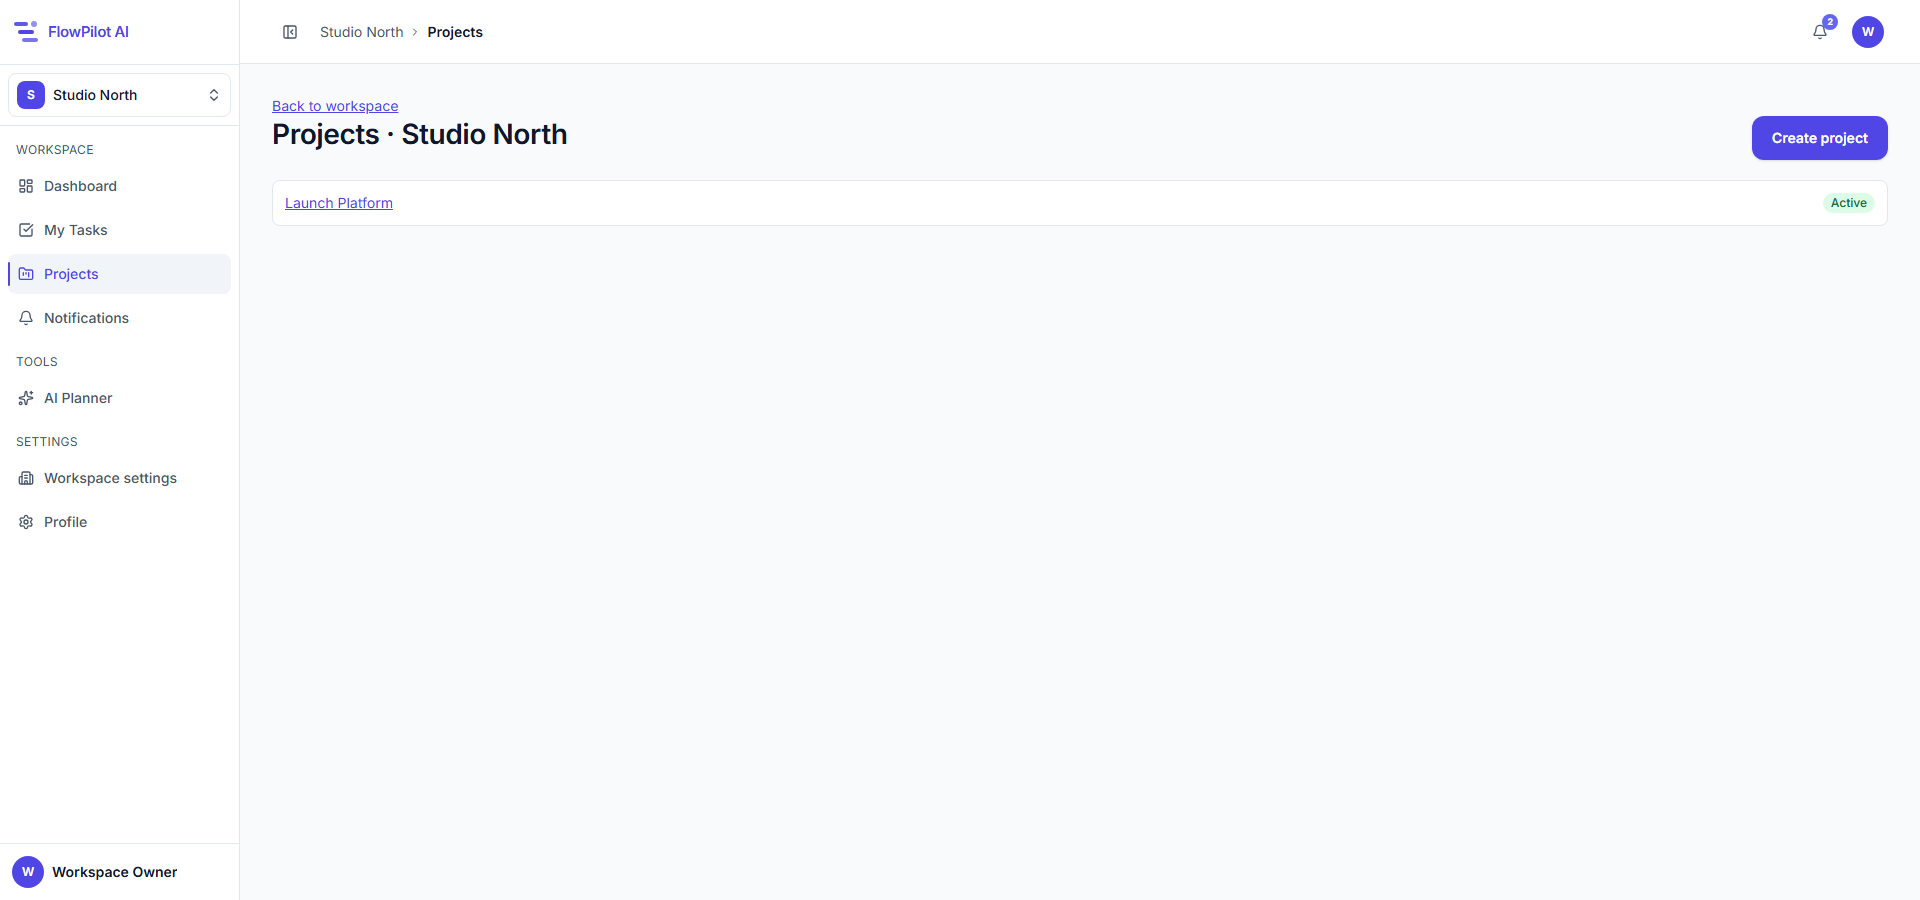 FlowPilot AI
Studio North > Projects
2
W
S Studio North
WORKSPACE
Dashboard
My Tasks
Projects
Notifications
TOOLS
AI Planner
SETTINGS
Workspace settings
Profile
W Workspace Owner
Back to workspace
Projects · Studio North
Create project
Launch Platform
Active